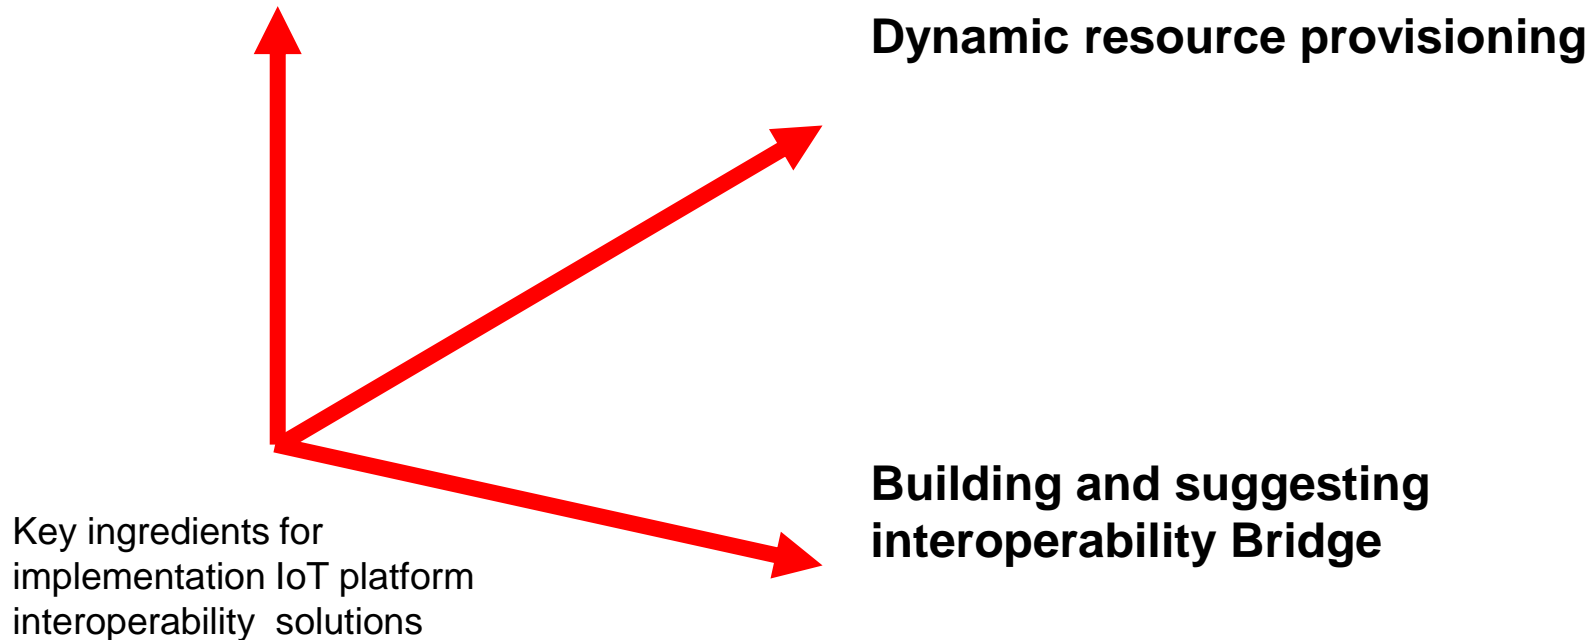 Dynamic resource provisioning
Building and suggesting
interoperability Bridge
Key ingredients for
implementation IoT platform
interoperability  solutions